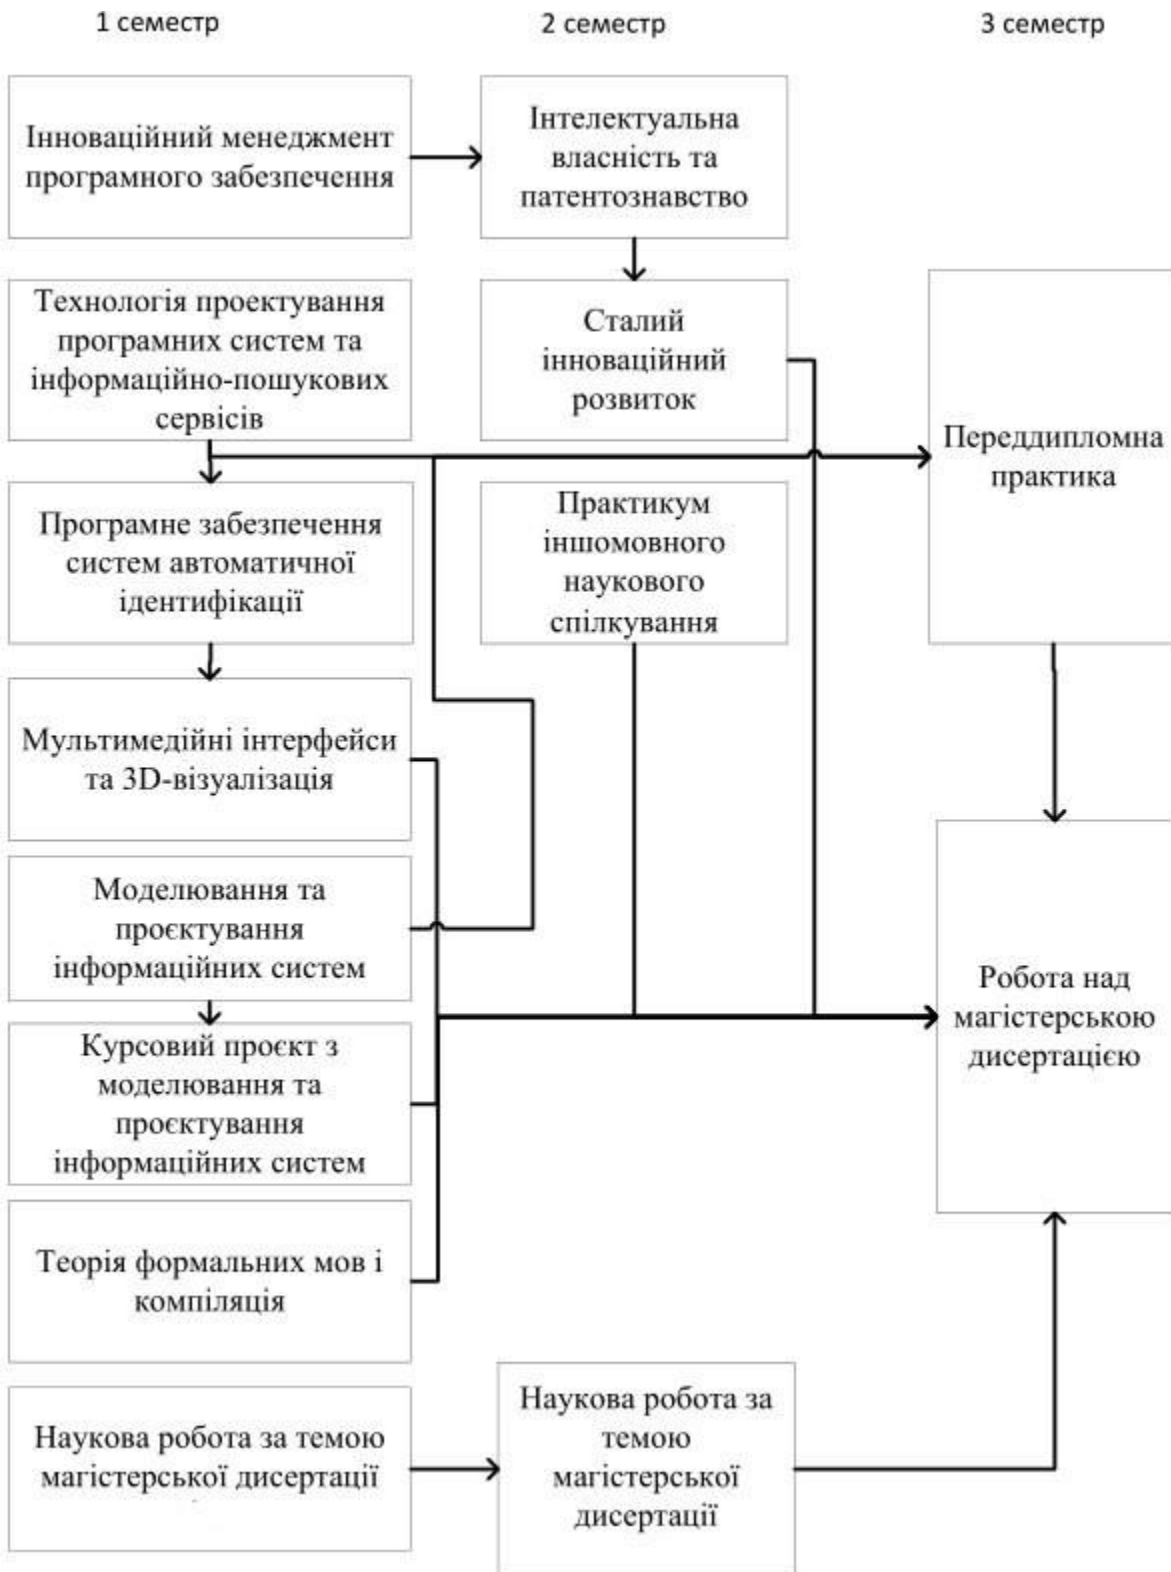 1 семестр
2 семестр
3 семестр
Інноваційний менеджмент
програмного забезпечення
Інтелектуальна
власність та
патентознавство
Технологія проектування
програмних систем та
інформаційно-пошукових
сервісів
Сталий
інноваційний
розвиток
Переддипломна
практика
Програмне забезпечення
систем автоматичної
ідентифікації
Практикум
іншомовного
наукового
спілкування
Мультимедійні інтерфейси
та 3D-візуалізація
Моделювання та
проєктування
інформаційних систем
Робота над
магістерською
дисертацією
Курсовий проєкт з
моделювання та
проєктування
інформаційних систем
Теорія формальних мов і
компіляція
Наукова робота за темою
магістерської дисертації
Наукова робота за
темою
магістерської
дисертації